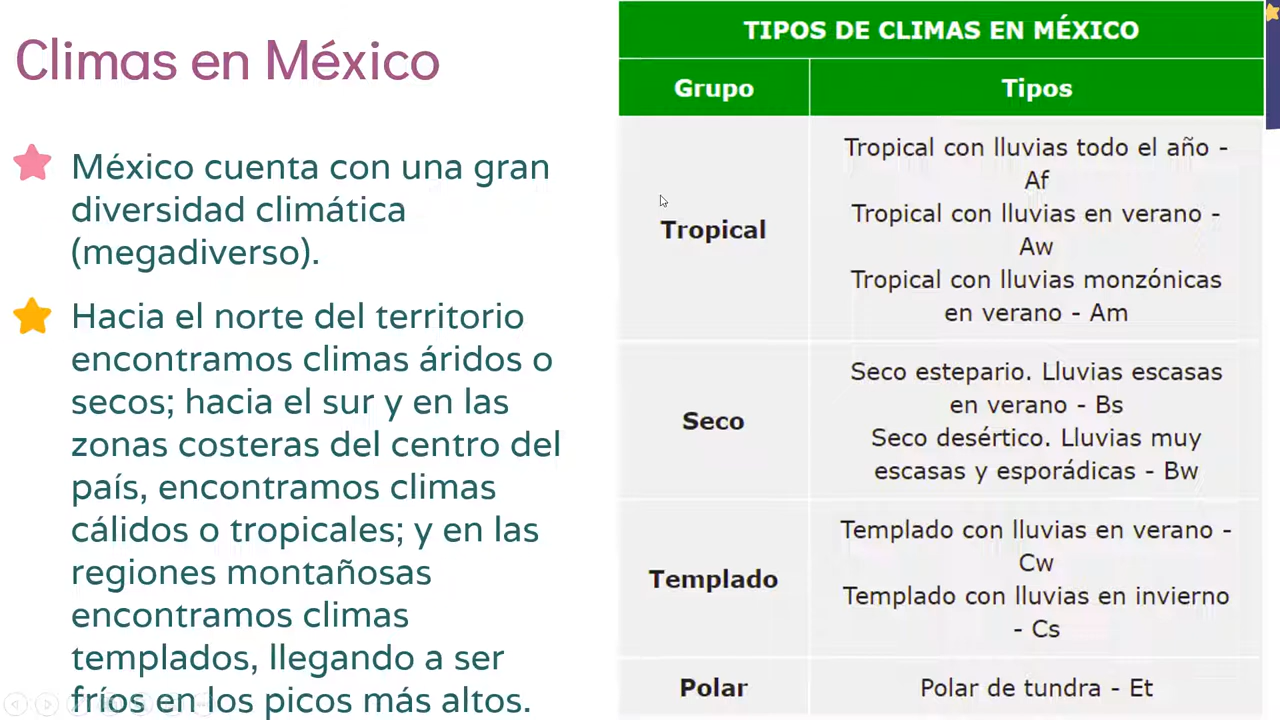 Climas en México
México cuenta con una gran
diversidad climática
(megadiverso).
Hacia el norte del territorio
encontramos climas áridos o
secos; hacia el sur y en las
zonas costeras del centro del
país, encontramos climas
cálidos o tropicales; y en las
regiones montañosas
encontramos climas
templados, llegando a ser
fríos en los picos más altos.
TIPOS DE CLIMAS EN MÉXICO
Grupo
Tipos
Tropical
Tropical con lluvias todo el año -
Af
Tropical con lluvias en verano -
Aw
Tropical con lluvias monzónicas
en verano - Am
Seco
Seco estepario. Lluvias escasas
en verano - Bs
Seco desértico. Lluvias muy
escasas y esporádicas - Bw
Templado
Templado con lluvias en verano -
Cw
Templado con lluvias en invierno
- Cs
Polar
Polar de tundra - Et